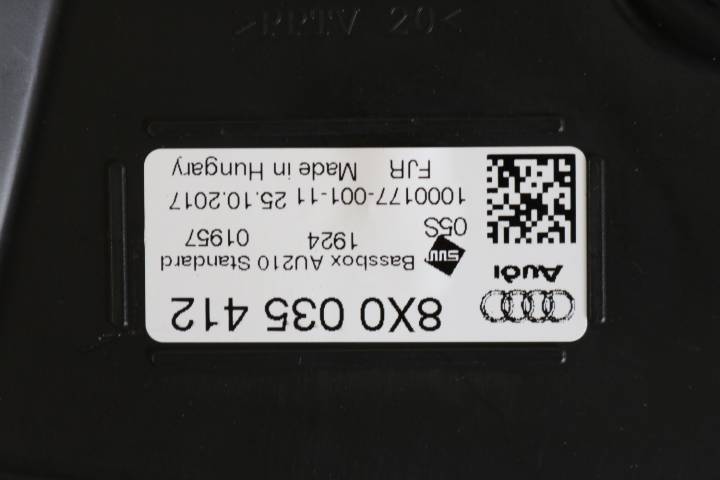 8X0 035 412
Audi
Bassbox AU210 Standard
1924 01957
05S
1000177-001-11 25.10.2017
FJR Made in Hungary